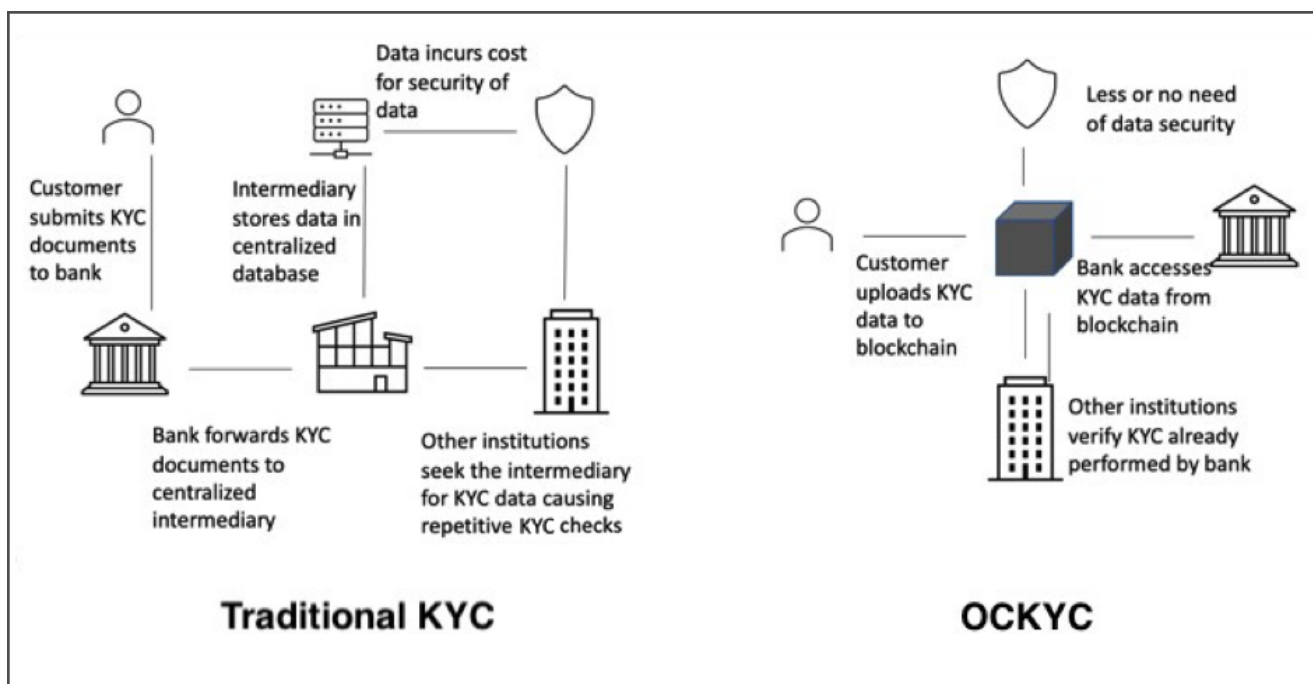 Data incurs cost
for security of
data
Customer
submits KYC
documents
to bank
Intermediary
stores data in
centralized
database
Bank forwards KYC
documents to
centralized
intermediary
Other institutions
seek the intermediary
for KYC data causing
repetitive KYC checks
Traditional KYC
Less or no need
of data security
Customer
uploads KYC
data to
blockchain
Bank accesses
KYC data from
blockchain
Other institutions
verify KYC already
performed by bank
OCKYC